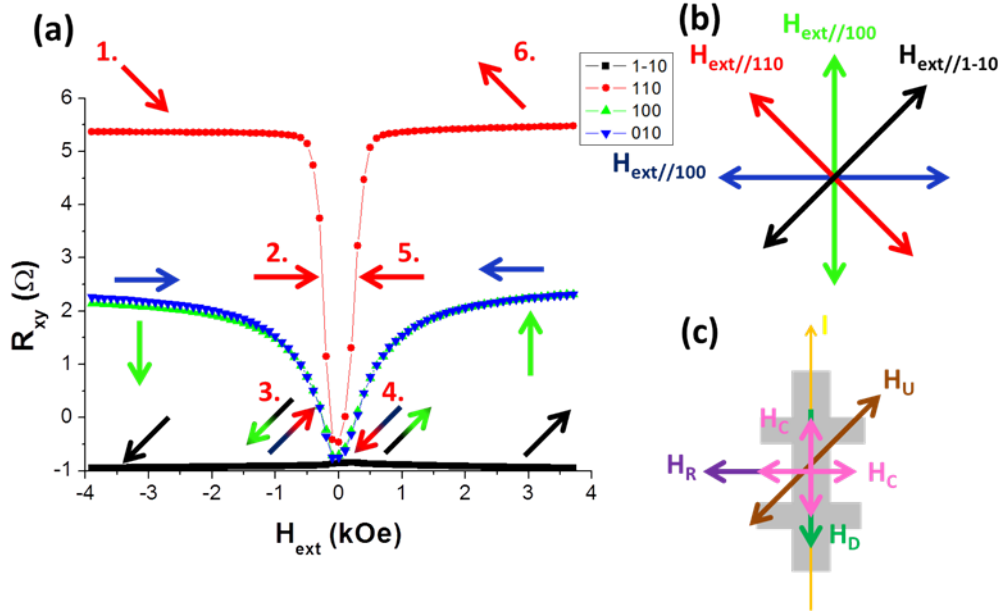 (a)
1.
6.
1-10
110
100
010
6
5
4
3
2
1
0
-1
2.
5.
3.
4.
-4 -3 -2 -1 0 1 2 3 4
R_xy (Ω)
H_ext (kOe)
(b)
H_ext//100
H_ext//110
H_ext//1-10
H_ext//100
(c)
I
H_U
H_C
H_R
H_C
H_D